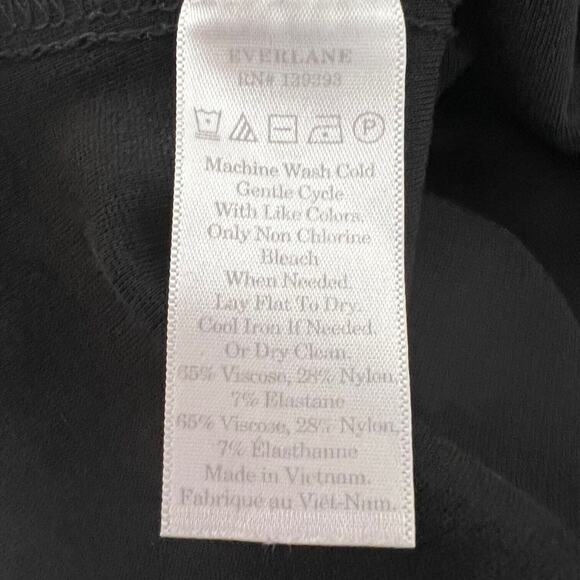 EVERLANE
RN# 139393
P
Machine Wash Cold
Gentle Cycle
With Like Colors.
Only Non Chlorine
Bleach
When Needed.
Lay Flat To Dry.
Cool Iron If Needed.
Or Dry Clean.
65% Viscose, 28% Nylon,
7% Elastane
65% Viscose, 28% Nylon,
7% Elasthanne
Made in Vietnam.
Fabriqué au Viêt-Nam.